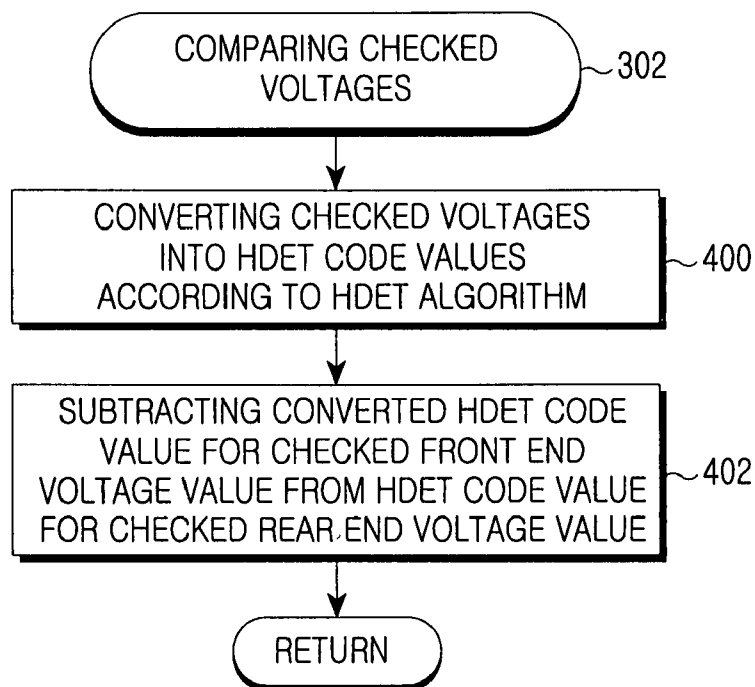 COMPARING CHECKED
VOLTAGES
302
CONVERTING CHECKED VOLTAGES
INTO HDET CODE VALUES
ACCORDING TO HDET ALGORITHM
400
SUBTRACTING CONVERTED HDET CODE
VALUE FOR CHECKED FRONT END
VOLTAGE VALUE FROM HDET CODE VALUE
FOR CHECKED REAR END VOLTAGE VALUE
402
RETURN